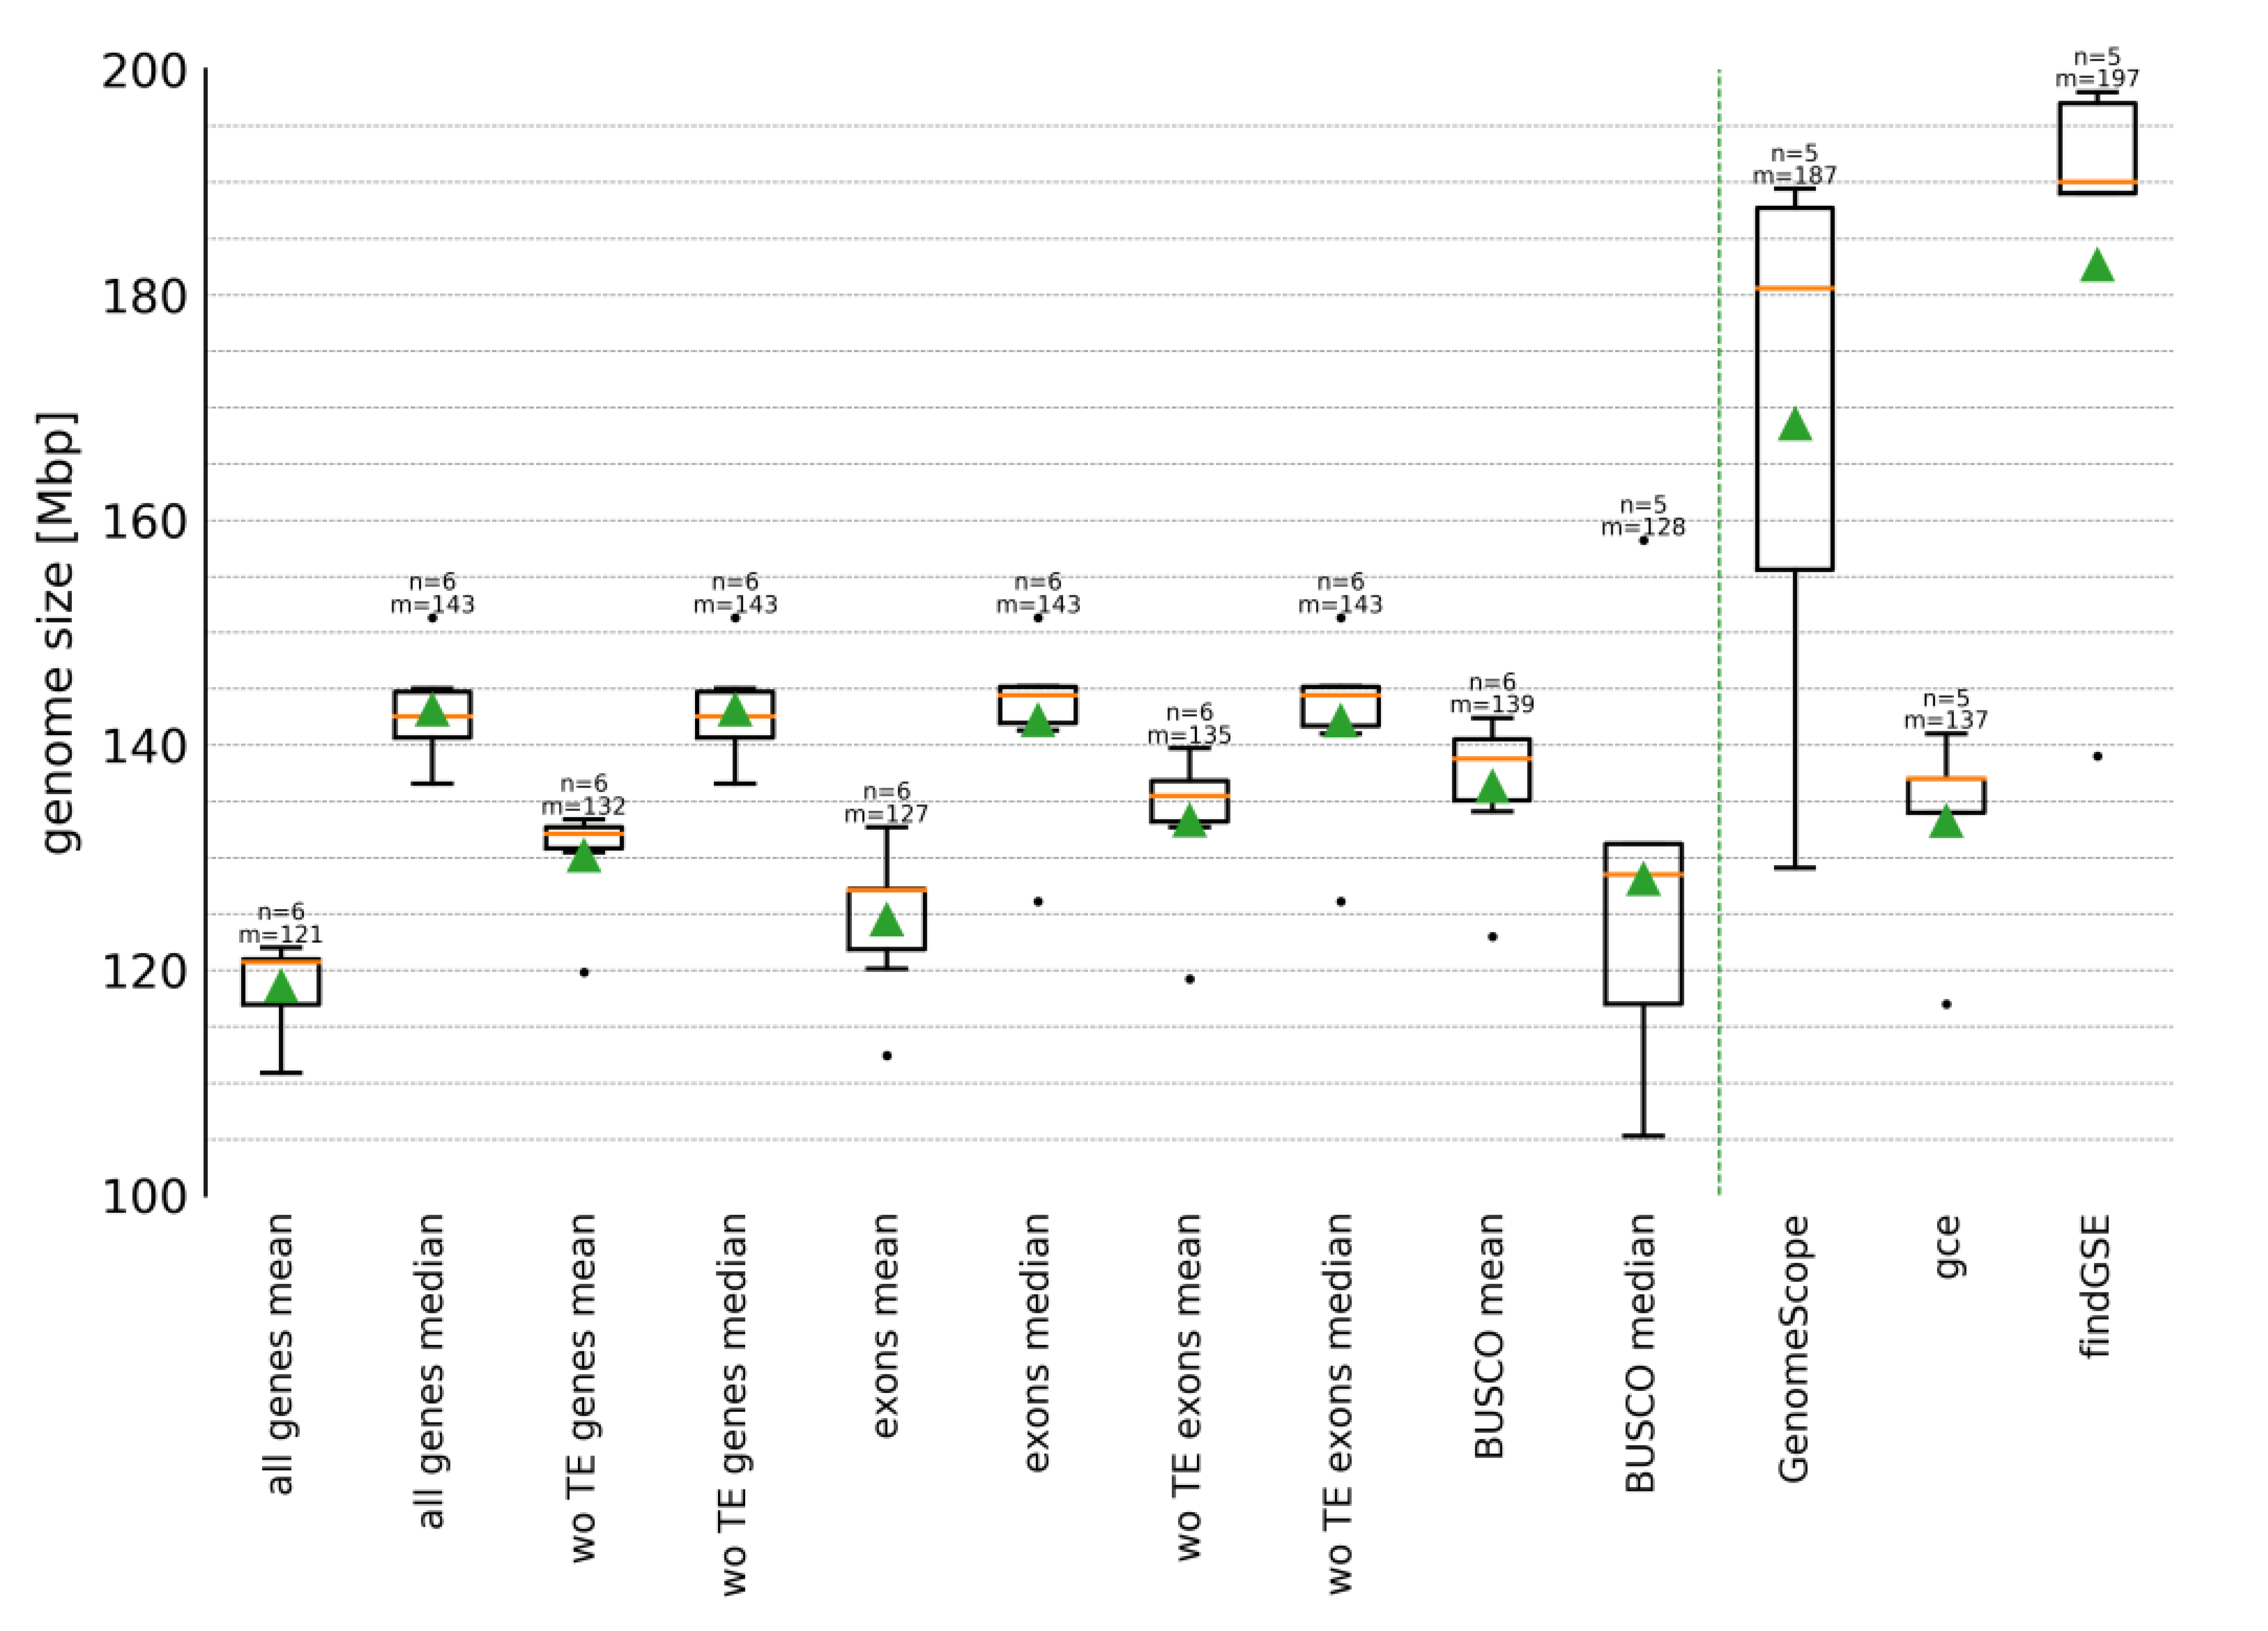 genome size [Mbp]
200
180
160
140
120
100
n=6
m=121
n=6
m=143
n=6
m=132
n=6
m=143
n=6
m=127
n=6
m=143
n=6
m=135
n=6
m=143
n=6
m=139
n=5
m=128
n=5
m=187
n=5
m=137
n=5
m=197
all genes mean
all genes median
wo TE genes mean
wo TE genes median
exons mean
exons median
wo TE exons mean
wo TE exons median
BUSCO mean
BUSCO median
GenomeScope
gce
findGSE